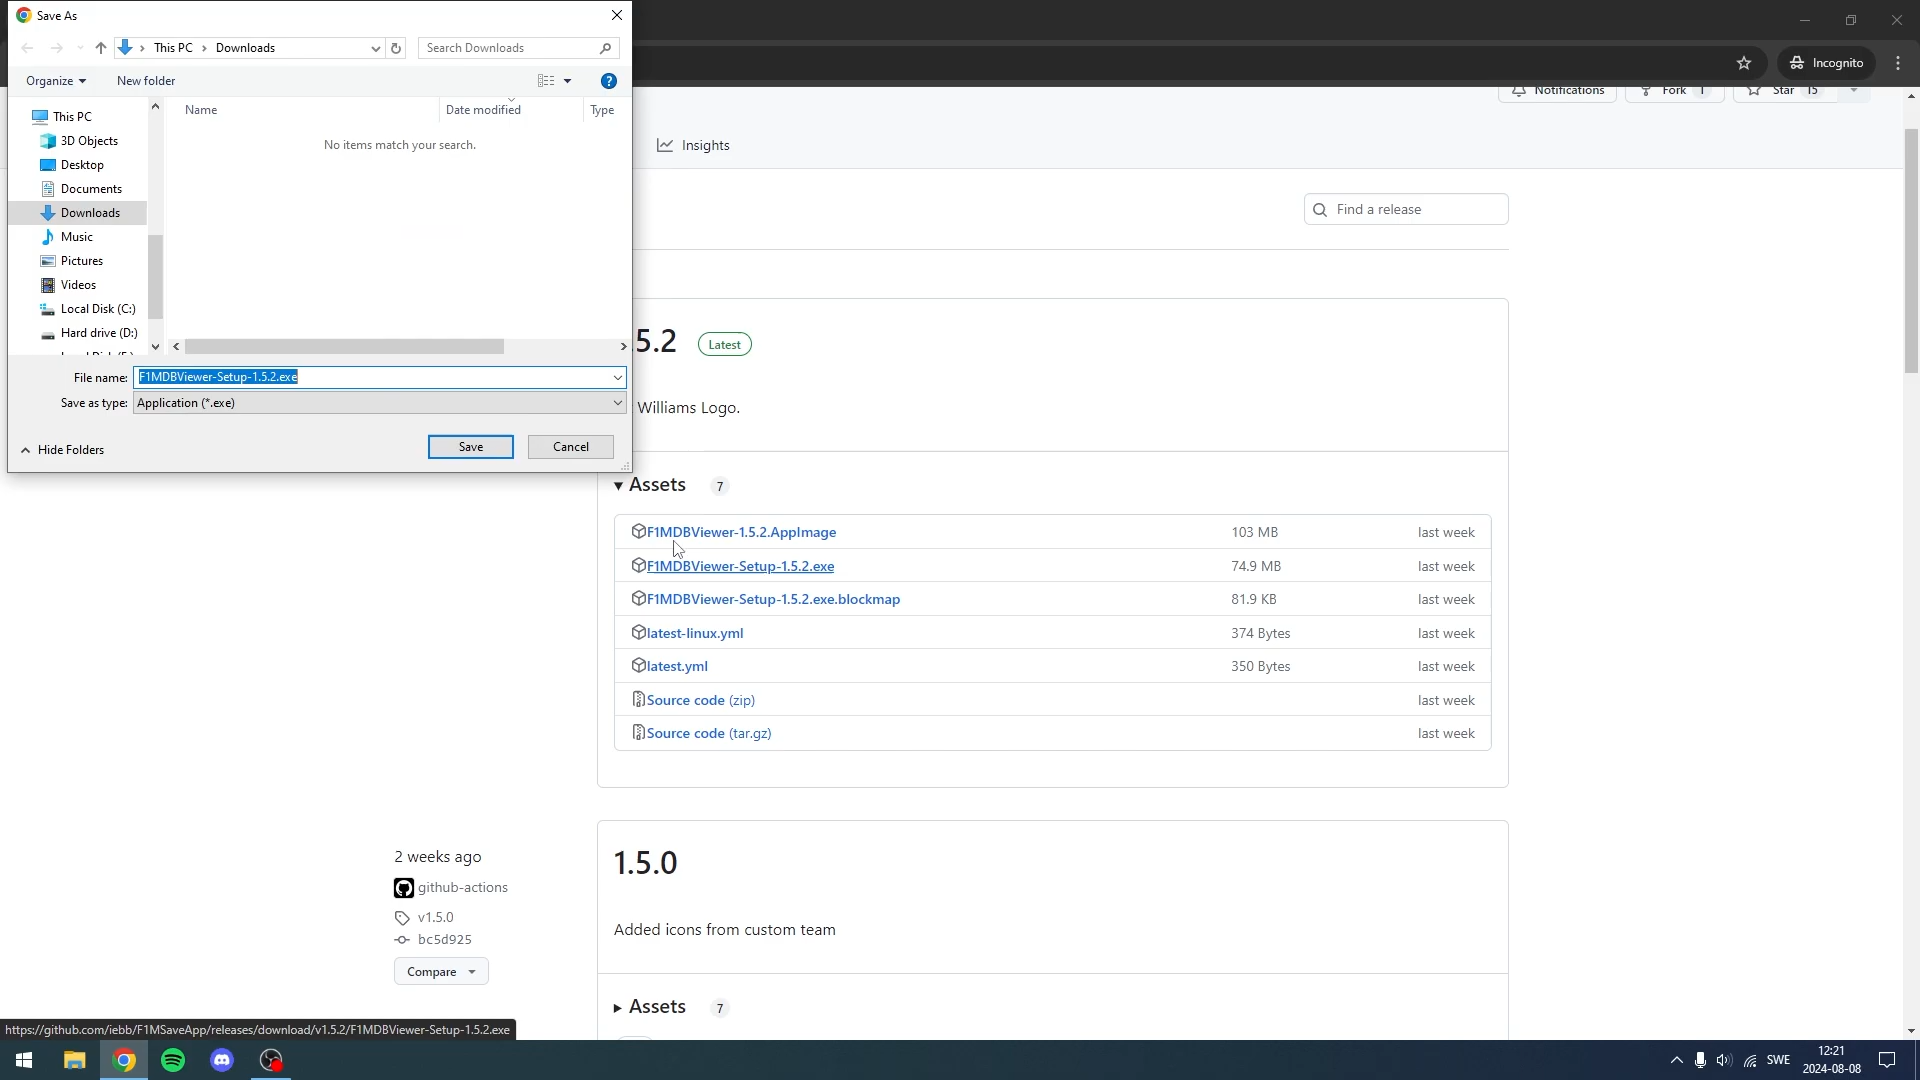 Save As
This PC
Downloads
Search Downloads
Organize
New folder
?
Name
Date modified
Type
No items match your search.
This PC
3D Objects
Desktop
Documents
Downloads
Music
Pictures
Videos
Local Disk (C:)
Hard drive (D:)
File name:
F1MDBViewer-Setup-1.5.2.exe
Save as type:
Application (*.exe)
Hide Folders
Save
Cancel
Incognito
Notifications
Fork 1
Star 15
Insights
Find a release
.5.2
Latest
Williams Logo.
Assets 7
F1MDBViewer-1.5.2.AppImage 103 MB last week
F1MDBViewer-Setup-1.5.2.exe 74.9 MB last week
F1MDBViewer-Setup-1.5.2.exe.blockmap 81.9 KB last week
latest-linux.yml 374 Bytes last week
latest.yml 350 Bytes last week
Source code (zip) last week
Source code (tar.gz) last week
2 weeks ago
github-actions
v1.5.0
bc5d925
Compare
1.5.0
Added icons from custom team
Assets 7
https://github.com/iebb/F1MSaveApp/releases/download/v1.5.2/F1MDBViewer-Setup-1.5.2.exe
SWE
12:21
2024-08-08